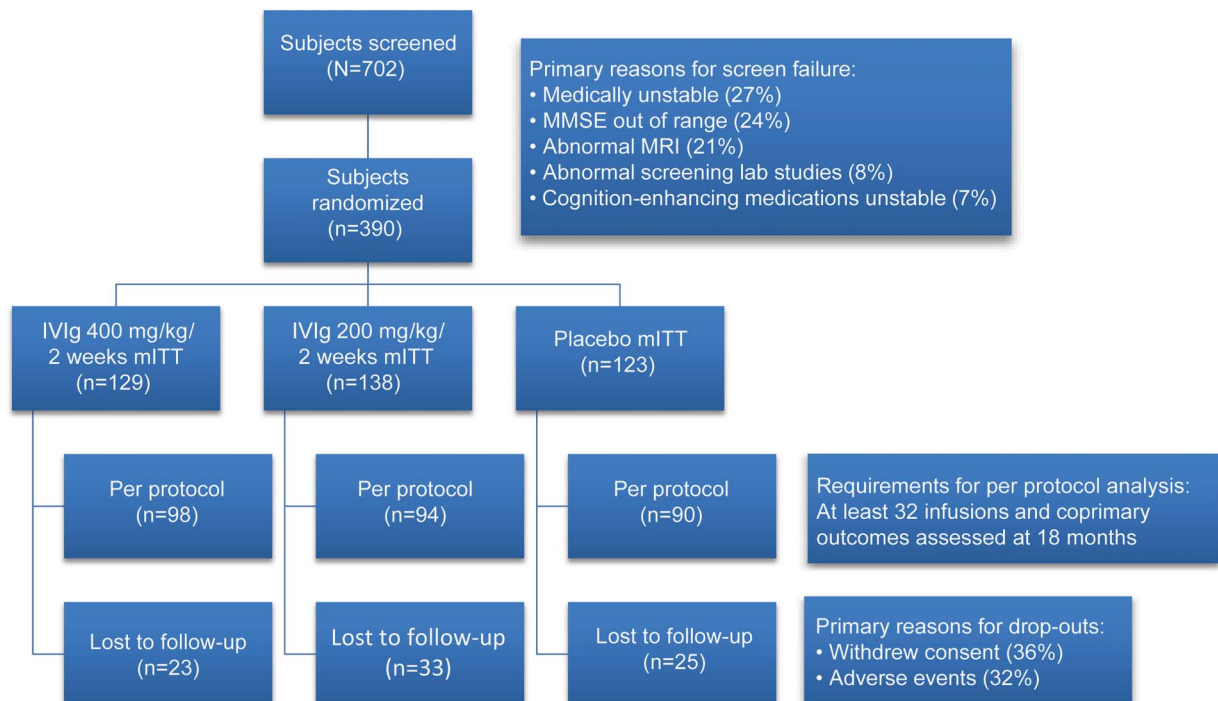 Subjects screened
(N=702)
Primary reasons for screen failure:
• Medically unstable (27%)
• MMSE out of range (24%)
• Abnormal MRI (21%)
• Abnormal screening lab studies (8%)
• Cognition-enhancing medications unstable (7%)
Subjects
randomized
(n=390)
IVIg 400 mg/kg/
2 weeks mITT
(n=129)
IVIg 200 mg/kg/
2 weeks mITT
(n=138)
Placebo mITT
(n=123)
Per protocol
(n=98)
Per protocol
(n=94)
Per protocol
(n=90)
Requirements for per protocol analysis:
At least 32 infusions and coprimary
outcomes assessed at 18 months
Lost to follow-up
(n=23)
Lost to follow-up
(n=33)
Lost to follow-up
(n=25)
Primary reasons for drop-outs:
• Withdrew consent (36%)
• Adverse events (32%)